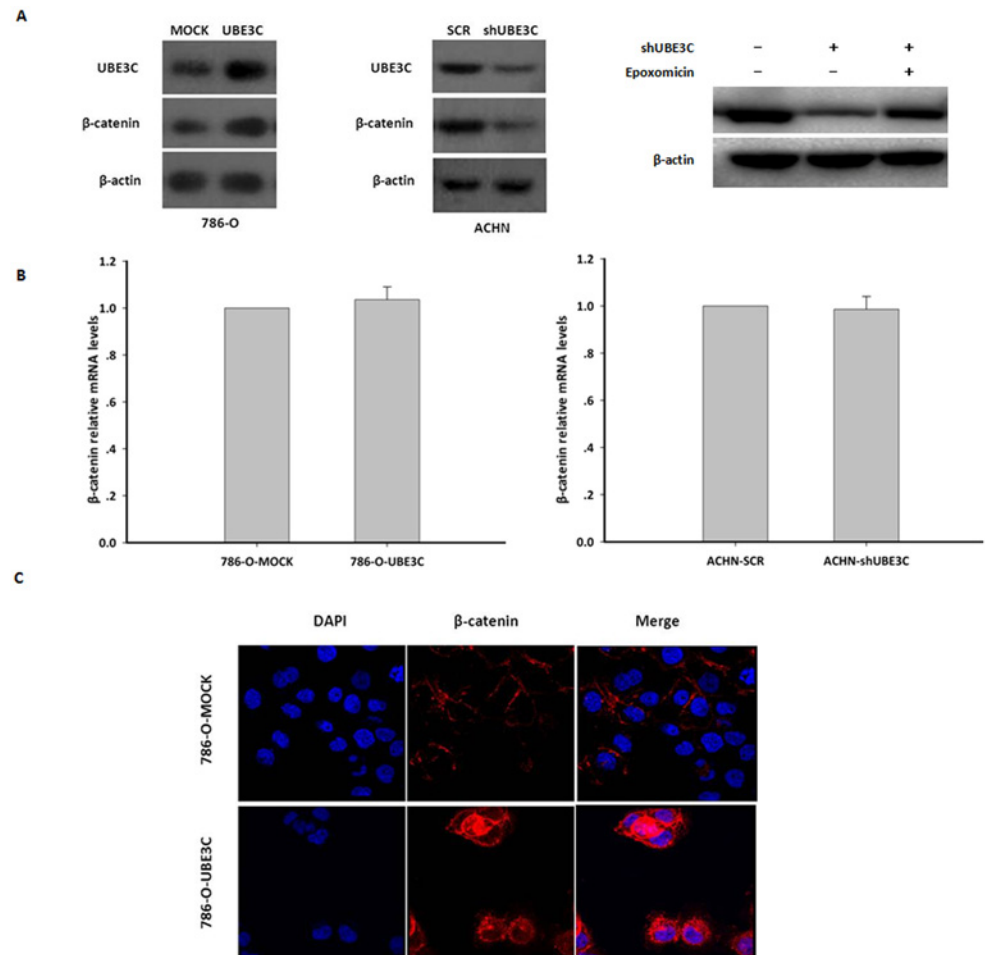 A
MOCK UBE3C
UBE3C
β-catenin
β-actin
786-O
SCR shUBE3C
UBE3C
β-catenin
β-actin
ACHN
shUBE3C – + +
Epoxomicin – – +
β-actin
B
β-catenin relative mRNA levels
1.2
1.0
.8
.6
.4
.2
0.0
786-O-MOCK 786-O-UBE3C
β-catenin relative mRNA levels
1.2
1.0
.8
.6
.4
.2
0.0
ACHN-SCR ACHN-shUBE3C
C
DAPI β-catenin Merge
786-O-MOCK
786-O-UBE3C